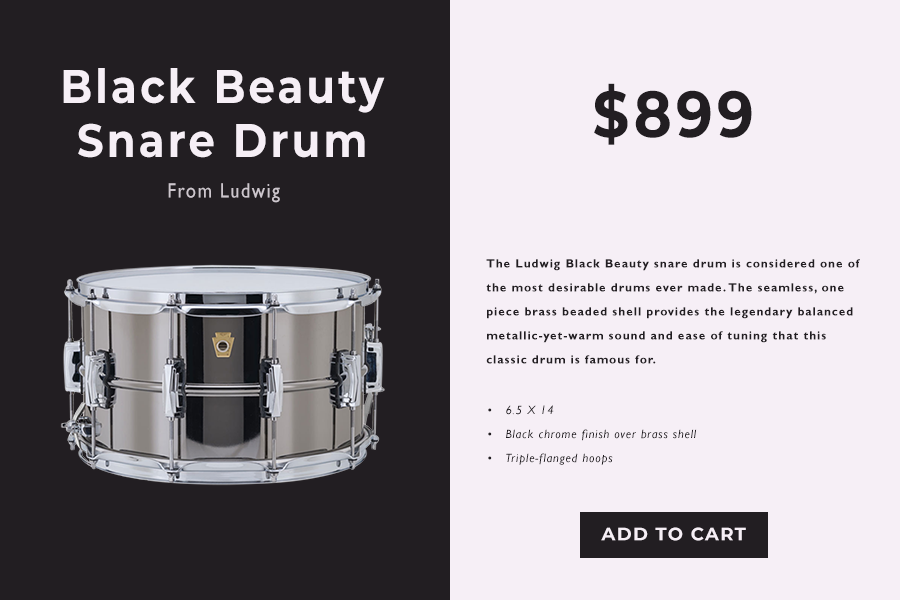 Black Beauty
Snare Drum
From Ludwig
$899
The Ludwig Black Beauty snare drum is considered one of
the most desirable drums ever made. The seamless, one
piece brass beaded shell provides the legendary balanced
metallic-yet-warm sound and ease of tuning that this
classic drum is famous for.
• 6.5 X 14
• Black chrome finish over brass shell
• Triple-flanged hoops
ADD TO CART